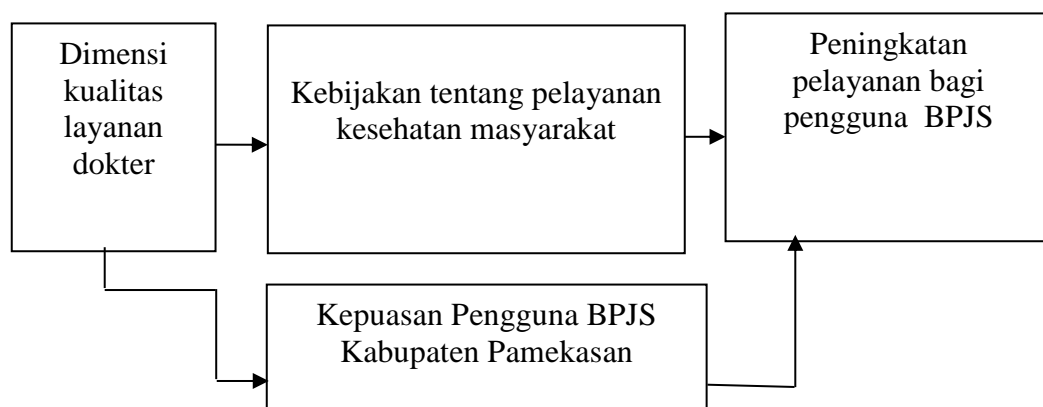 Dimensi
kualitas
layanan
dokter
Kebijakan tentang pelayanan
kesehatan masyarakat
Peningkatan
pelayanan bagi
pengguna BPJS
Kepuasan Pengguna BPJS
Kabupaten Pamekasan